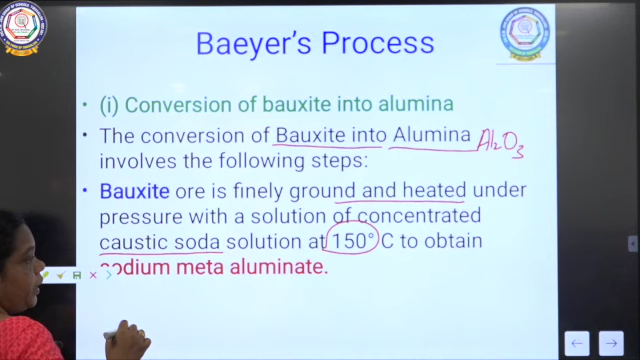 Baeyer's Process
• (i) Conversion of bauxite into alumina
• The conversion of Bauxite into Alumina Al2O3
involves the following steps:
• Bauxite ore is finely ground and heated under
pressure with a solution of concentrated
caustic soda solution at 150° C to obtain
sodium meta aluminate.